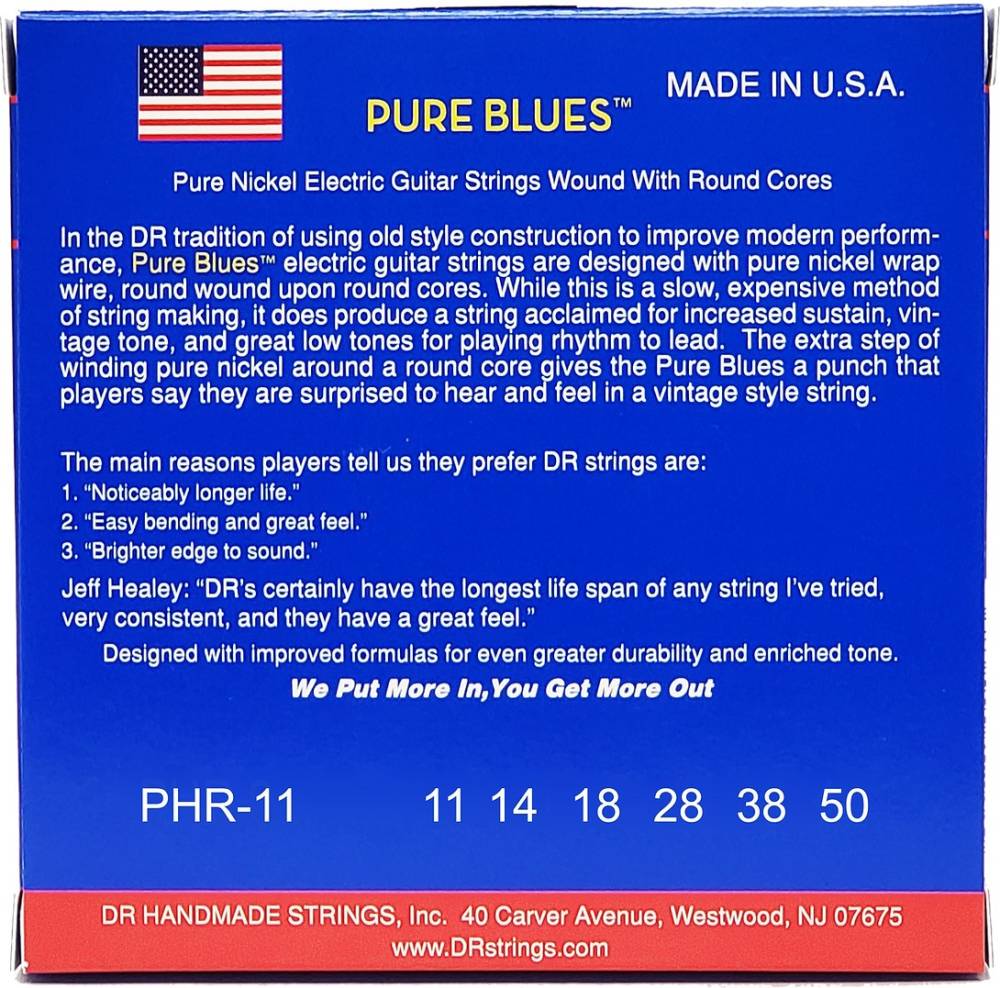 MADE IN U.S.A.
PURE BLUES™
Pure Nickel Electric Guitar Strings Wound With Round Cores
In the DR tradition of using old style construction to improve modern perform-
ance, Pure Blues™ electric guitar strings are designed with pure nickel wrap
wire, round wound upon round cores. While this is a slow, expensive method
of string making, it does produce a string acclaimed for increased sustain, vin-
tage tone, and great low tones for playing rhythm to lead. The extra step of
winding pure nickel around a round core gives the Pure Blues a punch that
players say they are surprised to hear and feel in a vintage style string.
The main reasons players tell us they prefer DR strings are:
1. “Noticeably longer life.”
2. “Easy bending and great feel.”
3. “Brighter edge to sound.”
Jeff Healey: “DR's certainly have the longest life span of any string I've tried,
very consistent, and they have a great feel.”
Designed with improved formulas for even greater durability and enriched tone.
We Put More In,You Get More Out
PHR-11 11 14 18 28 38 50
DR HANDMADE STRINGS, Inc. 40 Carver Avenue, Westwood, NJ 07675
www.DRstrings.com